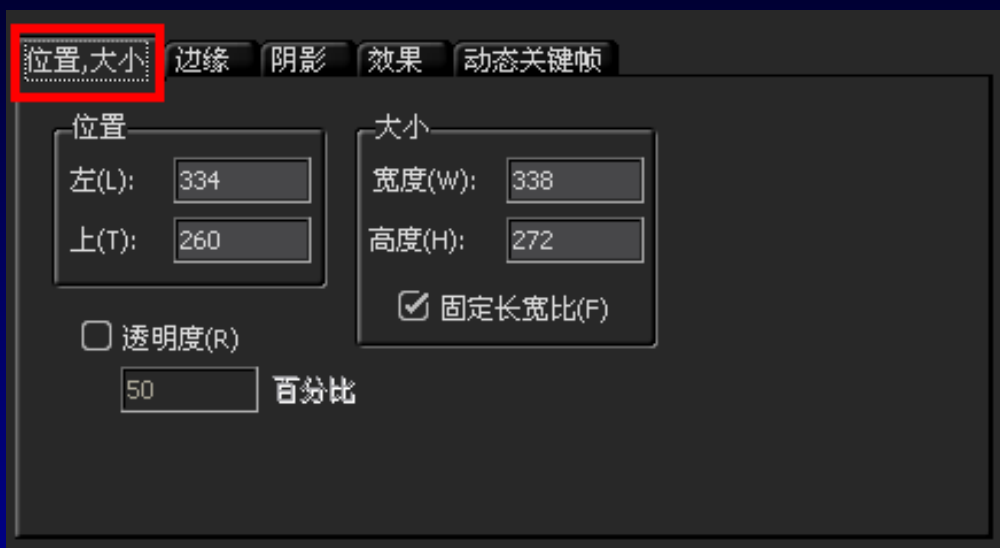 位置,大小 边缘 阴影 效果 动态关键帧
位置
左(L): 334
上(T): 260
大小
宽度(W): 338
高度(H): 272
固定长宽比(F)
透明度(R)
50 百分比